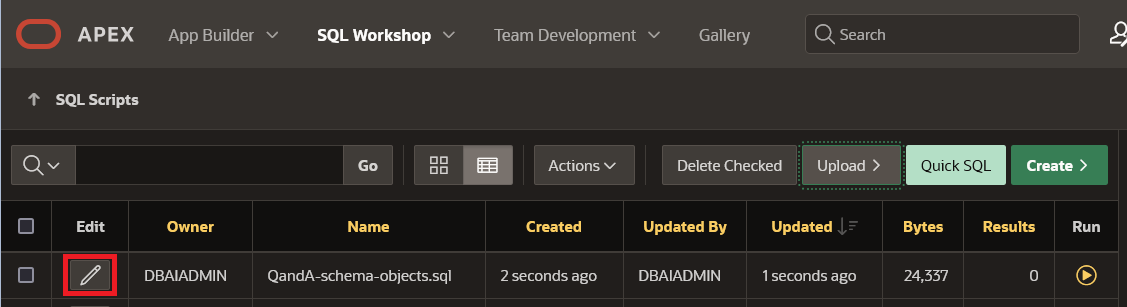 APEX App Builder SQL Workshop Team Development Gallery Search
SQL Scripts
Go Actions Delete Checked Upload Quick SQL Create
Edit Owner Name Created Updated By Updated Bytes Results Run
DBAIADMIN QandA-schema-objects.sql 2 seconds ago DBAIADMIN 1 seconds ago 24,337 0